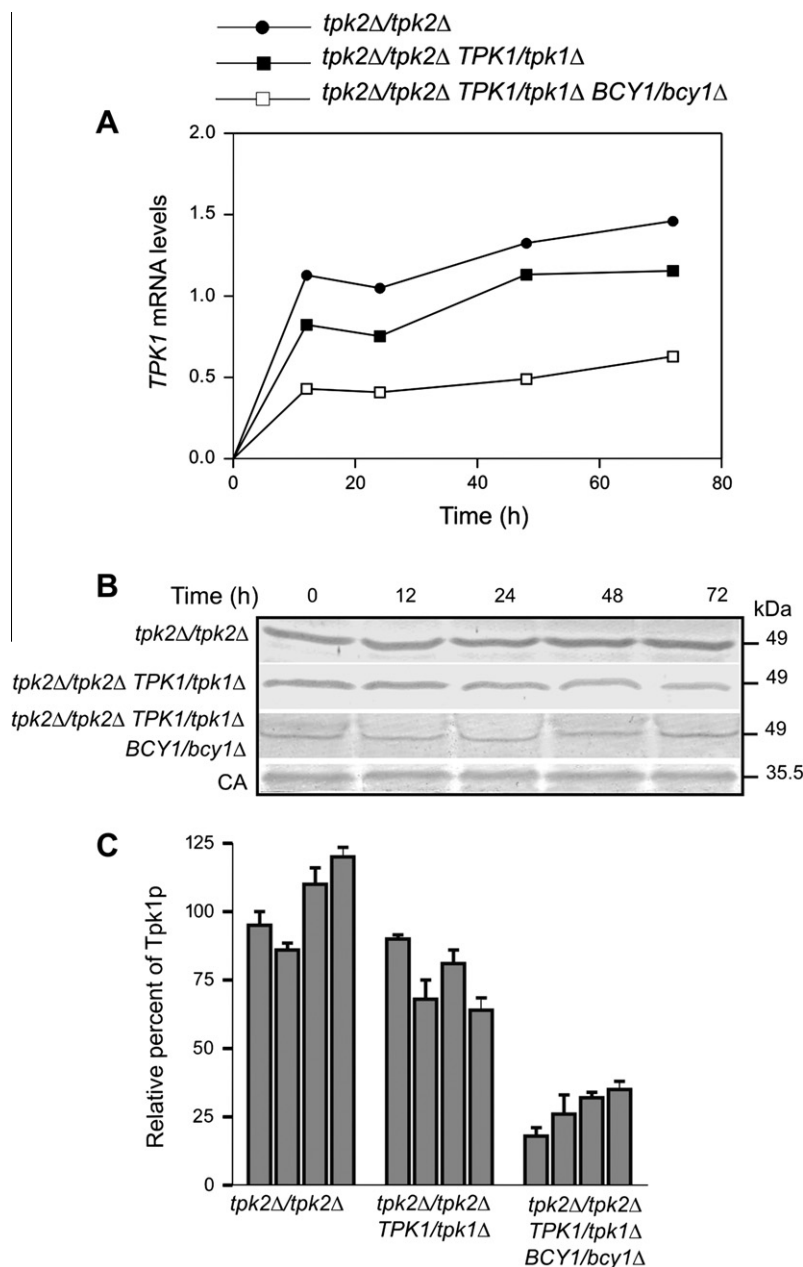 tpk2Δ/tpk2Δ
tpk2Δ/tpk2Δ TPK1/tpk1Δ
tpk2Δ/tpk2Δ TPK1/tpk1Δ BCY1/bcy1Δ
A
2.0
1.5
1.0
0.5
0.0
TPK1 mRNA levels
0 20 40 60 80
Time (h)
B
Time (h) 0 12 24 48 72
kDa
tpk2Δ/tpk2Δ 49
tpk2Δ/tpk2Δ TPK1/tpk1Δ 49
tpk2Δ/tpk2Δ TPK1/tpk1Δ
BCY1/bcy1Δ 49
CA 35.5
C
125
100
75
50
25
0
Relative percent of Tpk1p
tpk2Δ/tpk2Δ
tpk2Δ/tpk2Δ
TPK1/tpk1Δ
tpk2Δ/tpk2Δ
TPK1/tpk1Δ
BCY1/bcy1Δ